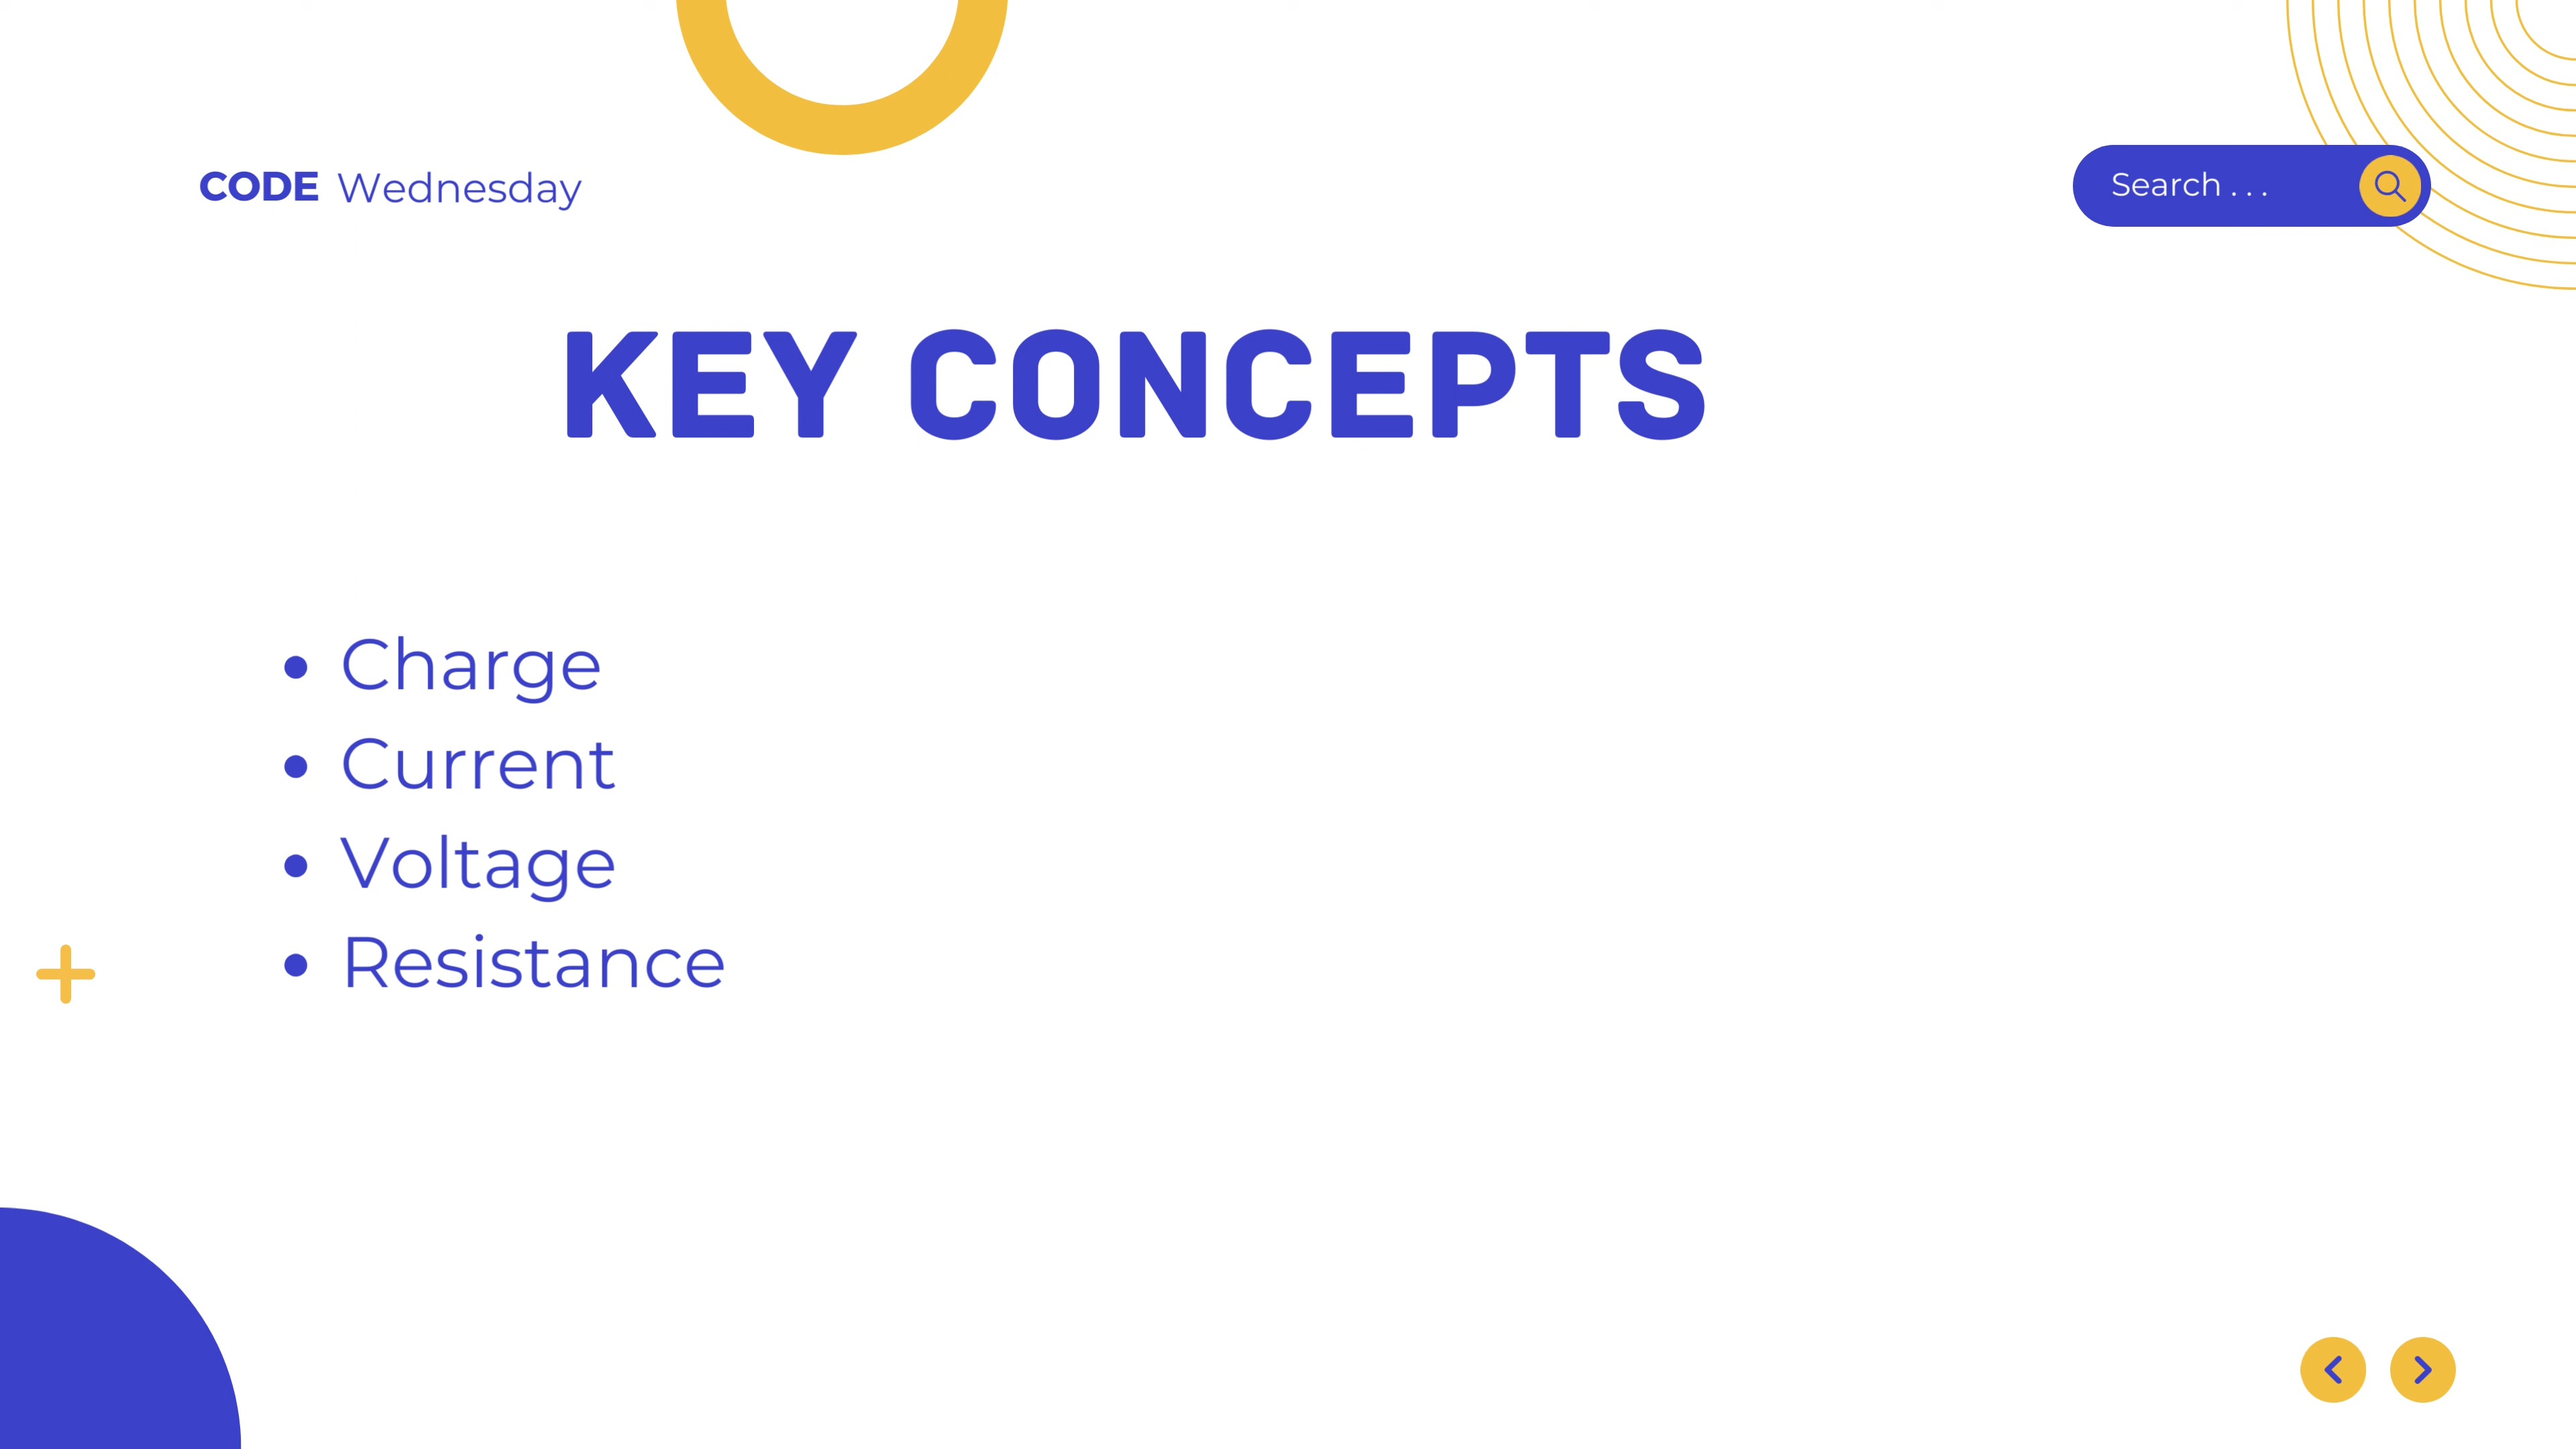 CODE Wednesday
Search . . .
KEY CONCEPTS
• Charge
• Current
• Voltage
• Resistance